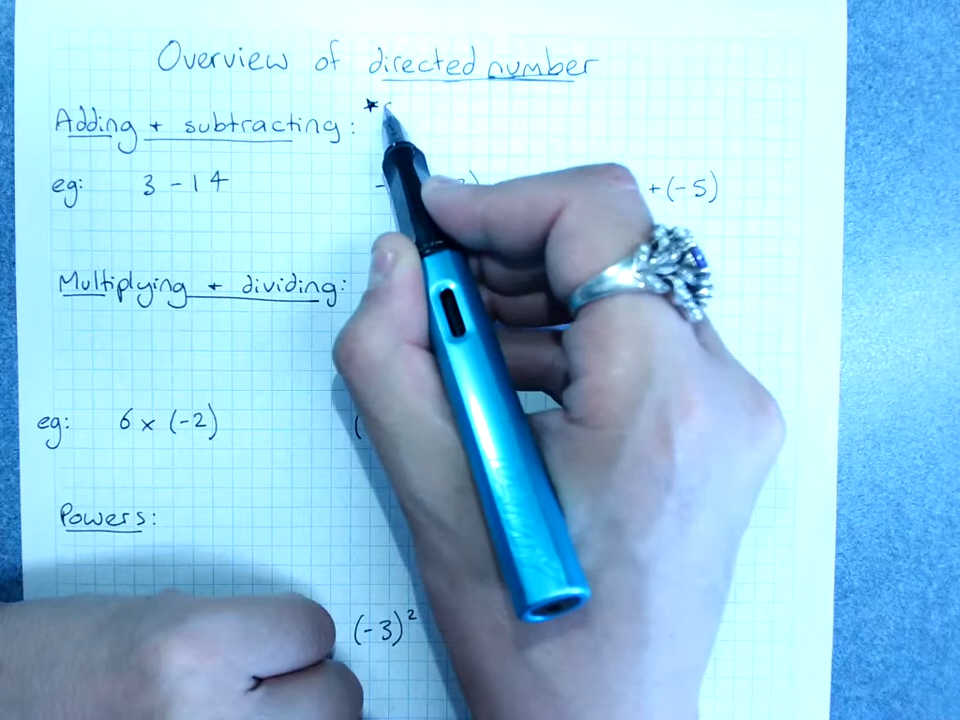 Overview of directed number
Adding + subtracting: *
eg: 3 - 14 +(-5)
Multiplying + dividing:
eg: 6 x (-2) (
Powers:
(-3)²